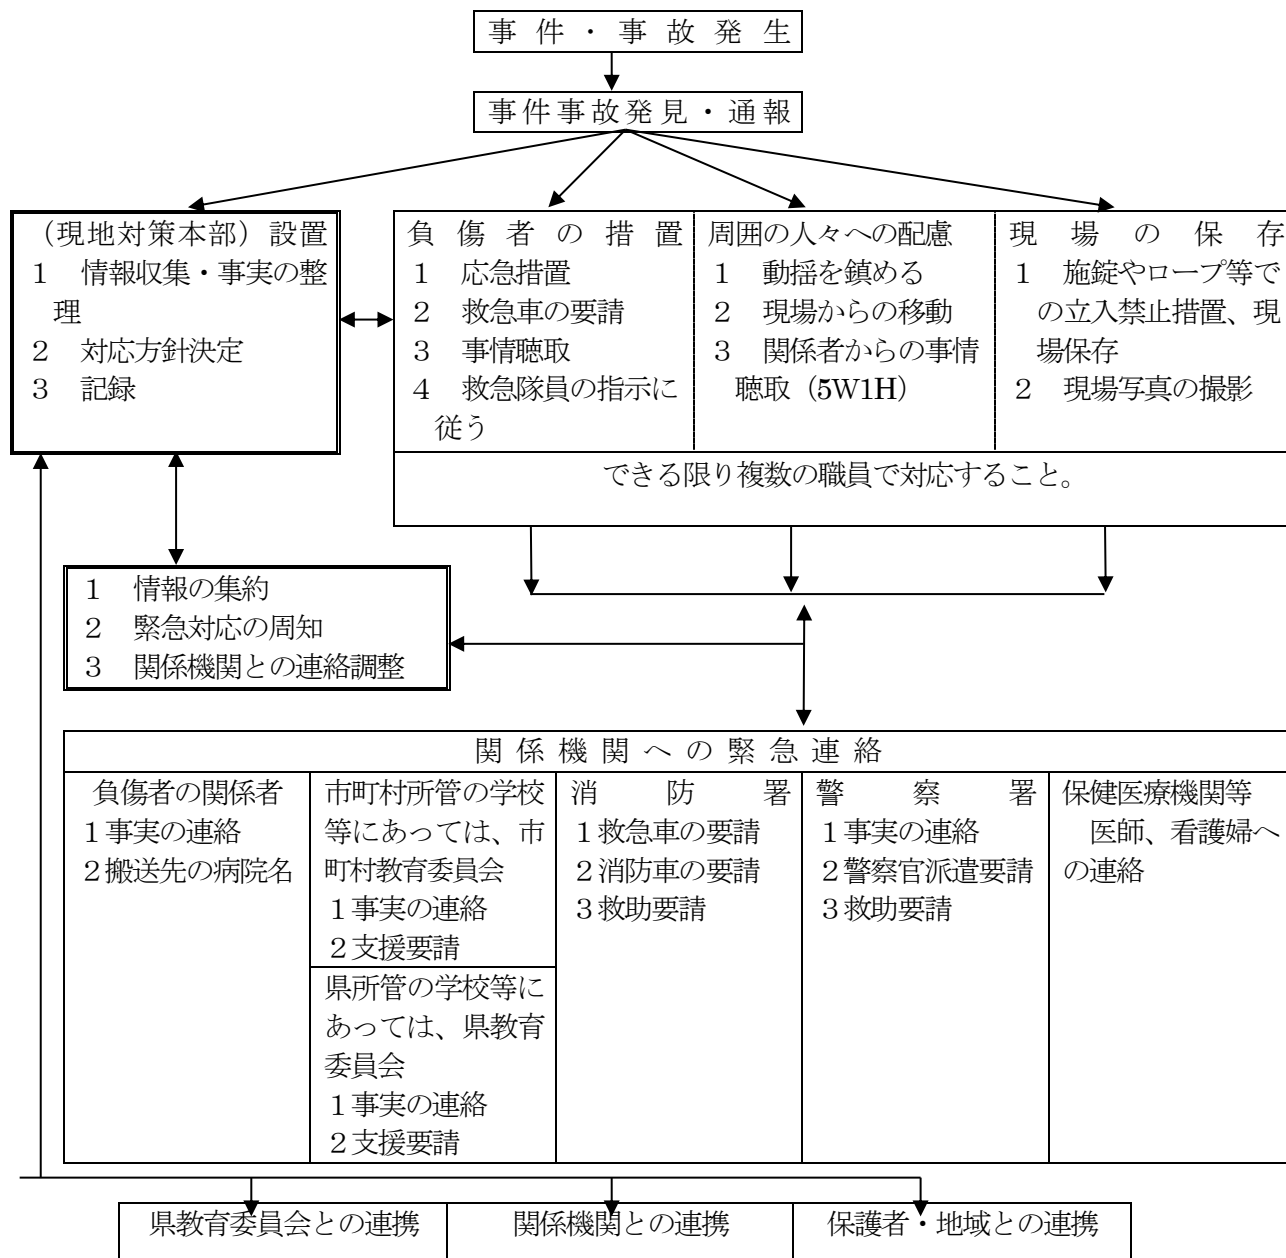 事件・事故発生
事件事故発見・通報
（現地対策本部）設置
１　情報収集・事実の整
理
２　対応方針決定
３　記録
負傷者の措置
１　応急措置
２　救急車の要請
３　事情聴取
４　救急隊員の指示に
従う
周囲の人々への配慮
１　動揺を鎮める
２　現場からの移動
３　関係者からの事情
聴取（5W1H）
現場の保存
１　施錠やロープ等で
の立入禁止措置、現
場保存
２　現場写真の撮影
できる限り複数の職員で対応すること。
１　情報の集約
２　緊急対応の周知
３　関係機関との連絡調整
関係機関への緊急連絡
負傷者の関係者
１事実の連絡
２搬送先の病院名
市町村所管の学校
等にあっては、市
町村教育委員会
１事実の連絡
２支援要請
県所管の学校等に
あっては、県教育
委員会
１事実の連絡
２支援要請
消防署
１救急車の要請
２消防車の要請
３救助要請
警察署
１事実の連絡
２警察官派遣要請
３救助要請
保健医療機関等
医師、看護婦へ
の連絡
県教育委員会との連携
関係機関との連携
保護者・地域との連携